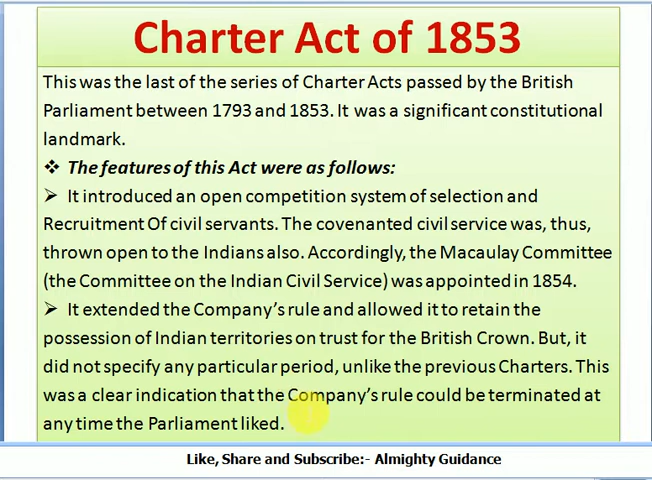 Charter Act of 1853
This was the last of the series of Charter Acts passed by the British
Parliament between 1793 and 1853. It was a significant constitutional
landmark.
❖ The features of this Act were as follows:
➢ It introduced an open competition system of selection and
Recruitment Of civil servants. The covenanted civil service was, thus,
thrown open to the Indians also. Accordingly, the Macaulay Committee
(the Committee on the Indian Civil Service) was appointed in 1854.
➢ It extended the Company's rule and allowed it to retain the
possession of Indian territories on trust for the British Crown. But, it
did not specify any particular period, unlike the previous Charters. This
was a clear indication that the Company's rule could be terminated at
any time the Parliament liked.
Like, Share and Subscribe:- Almighty Guidance